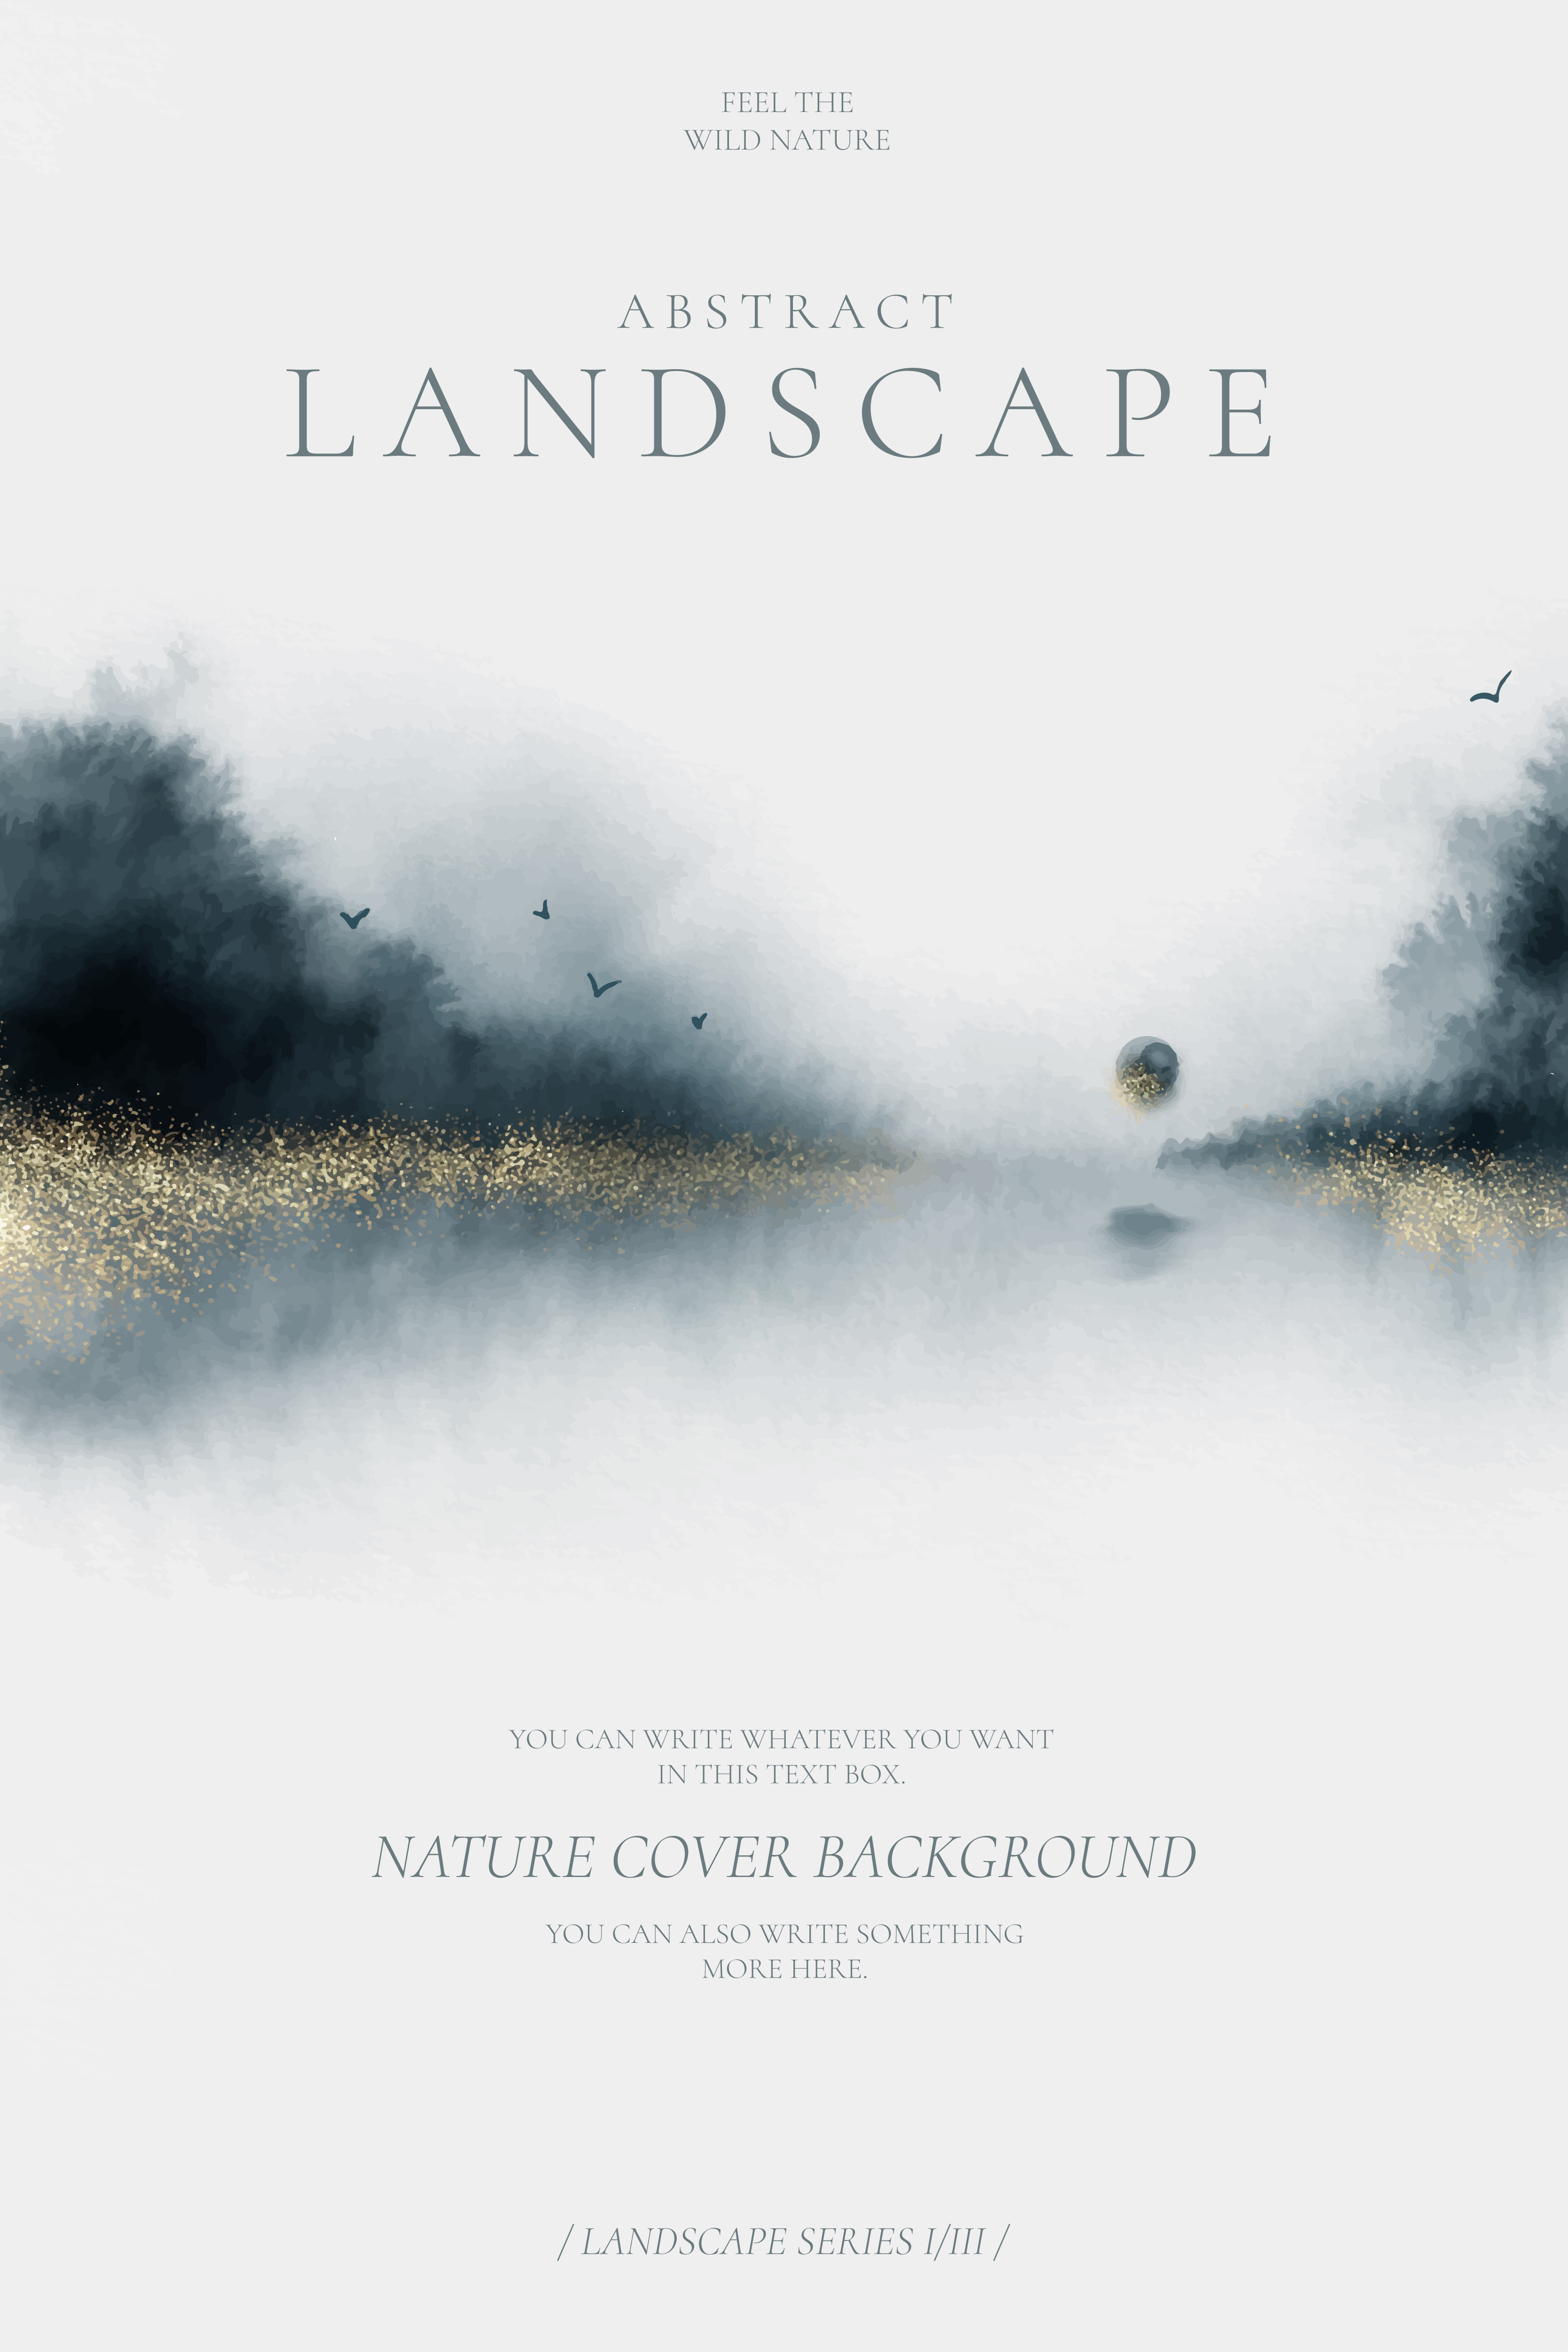 FEEL THE
WILD NATURE
ABSTRACT
LANDSCAPE
YOU CAN WRITE WHATEVER YOU WANT
IN THIS TEXT BOX.
NATURE COVER BACKGROUND
YOU CAN ALSO WRITE SOMETHING
MORE HERE.
/ LANDSCAPE SERIES I/III /